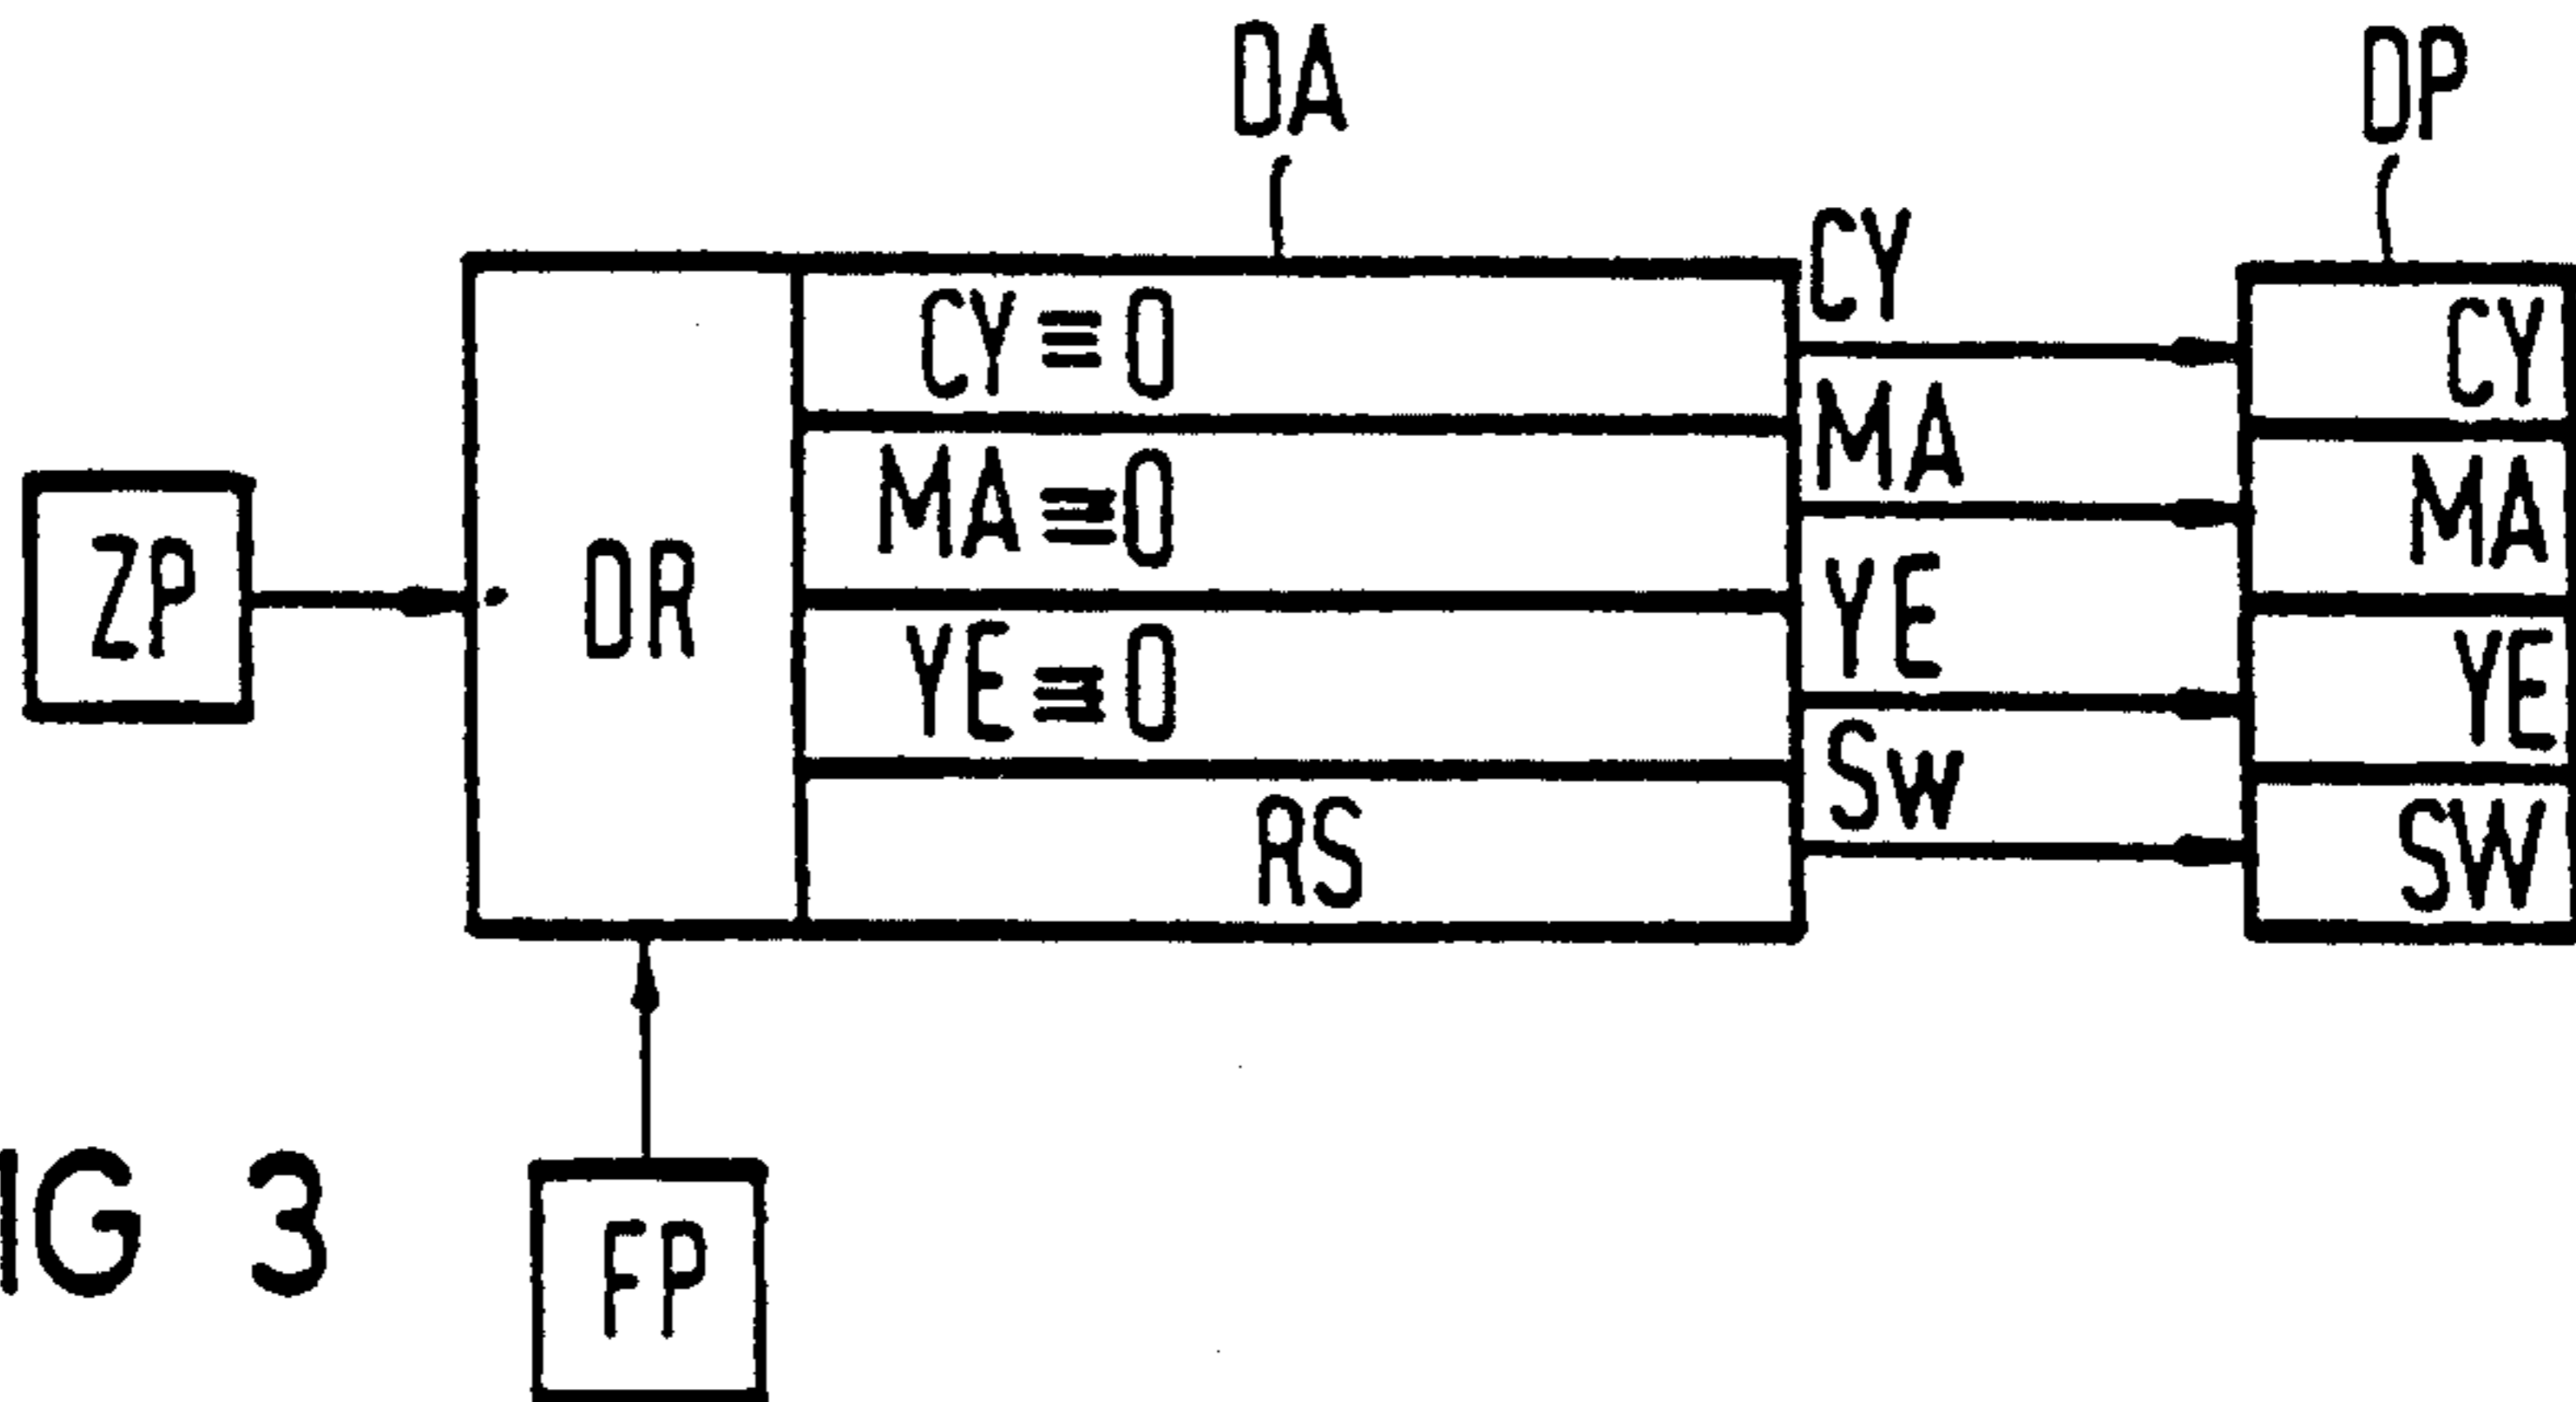 DA
DP
CY
CY ≡ 0
CY
MA
MA ≡ 0
MA
ZP
DR
YE
YE ≡ 0
YE
SW
RS
SW
IG 3
FP